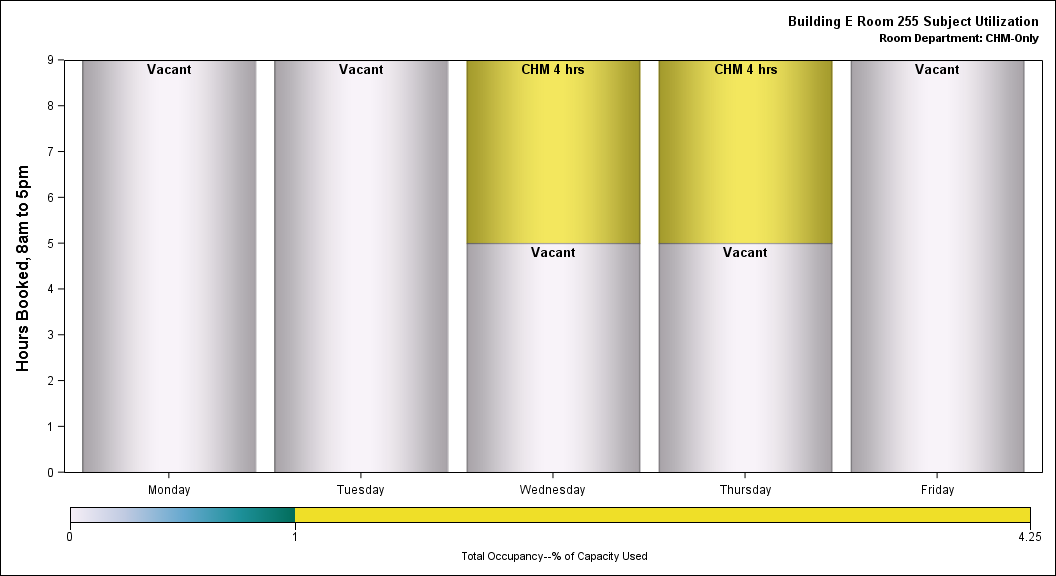 Building E Room 255 Subject Utilization
Room Department: CHM-Only
Hours Booked, 8am to 5pm
9
8
7
6
5
4
3
2
1
0
Vacant
Vacant
CHM 4 hrs
CHM 4 hrs
Vacant
Vacant
Vacant
Monday
Tuesday
Wednesday
Thursday
Friday
0
1
4.25
Total Occupancy--% of Capacity Used